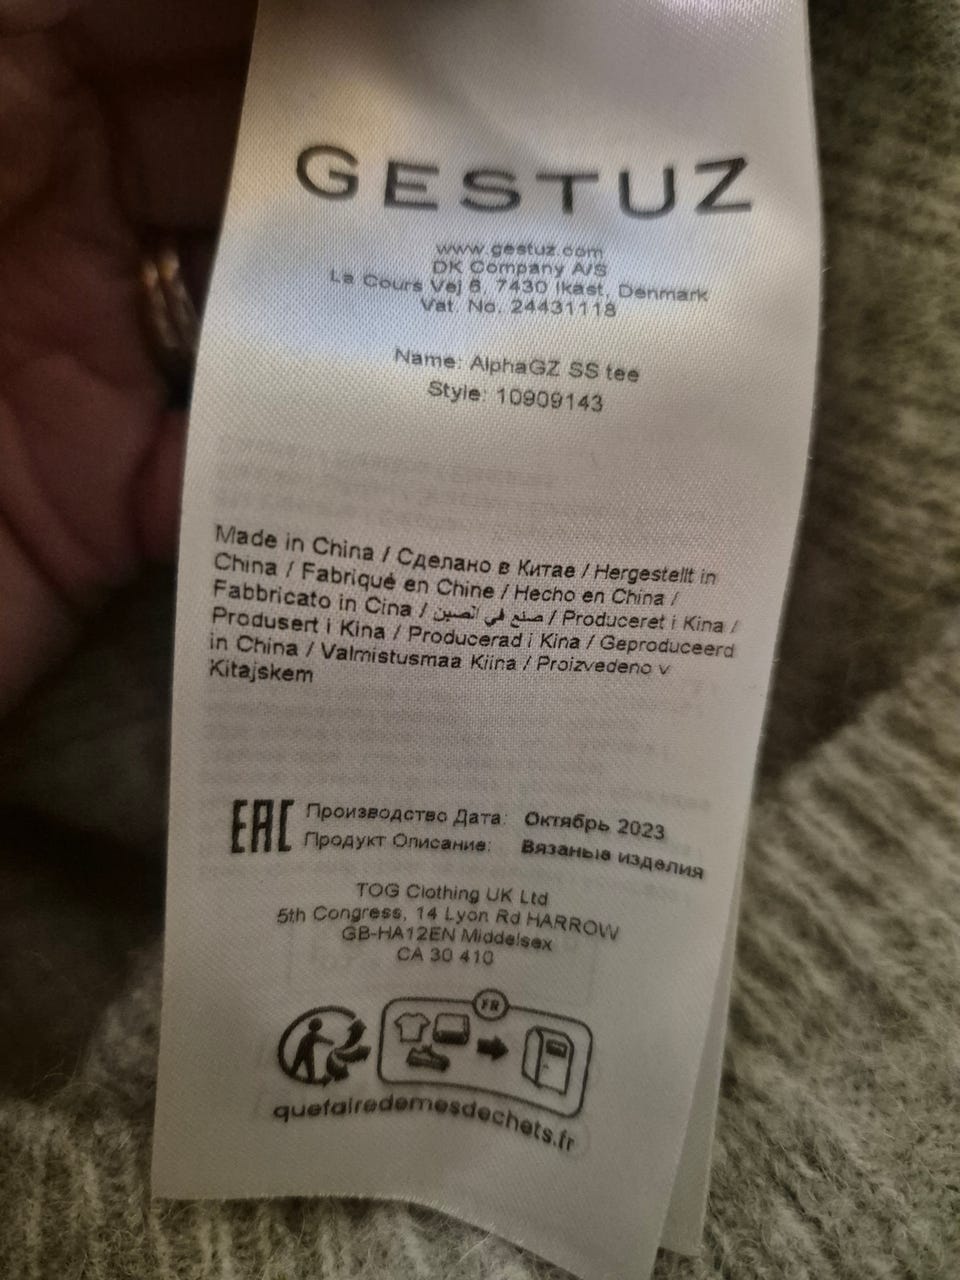 GESTUZ
www.gestuz.com
DK Company A/S
La Cours Vej 6, 7430 Ikast, Denmark
Vat. No. 24431118
Name: AlphaGZ SS tee
Style: 10909143
Made in China / Сделано в Китае / Hergestellt in
China / Fabriqué en Chine / Hecho en China /
Fabbricato in Cina / صنع في الصين / Produceret i Kina /
Produsert i Kina / Producerad i Kina / Geproduceerd
in China / Valmistusmaa Kiina / Proizvedeno v
Kitajskem
EAC Производство Дата: Октябрь 2023
Продукт Описание: Вязаные изделия
TOG Clothing UK Ltd
5th Congress, 14 Lyon Rd HARROW
GB-HA12EN Middelsex
CA 30 410
FR
quefairedemesdechets.fr